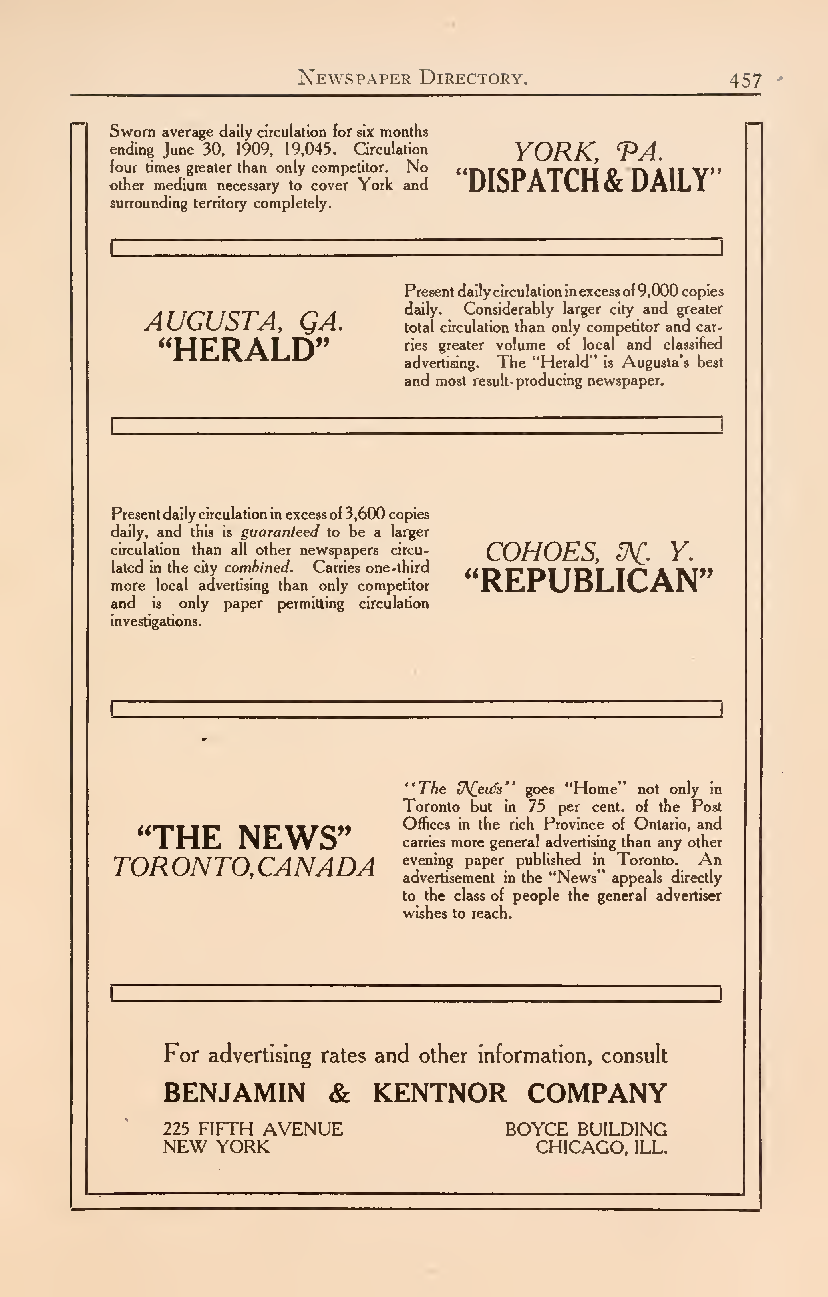 NEWSPAPER DIRECTORY.
457
Sworn average daily circulation for six months
ending June 30, 1909, 19,045. Circulation
four times greater than only competitor. No
other medium necessary to cover York and
surrounding territory completely.
YORK, PA.
“DISPATCH & DAILY”
AUGUSTA, GA.
“HERALD”
Present daily circulation in excess of 9,000 copies
daily. Considerably larger city and greater
total circulation than only competitor and car-
ries greater volume of local and classified
advertising. The “Herald” is Augusta's best
and most result-producing newspaper.
Present daily circulation in excess of 3,600 copies
daily, and this is guaranteed to be a larger
circulation than all other newspapers circu-
lated in the city combined. Carries one-third
more local advertising than only competitor
and is only paper permitting circulation
investigations.
COHOES, N. Y.
“REPUBLICAN”
“THE NEWS”
TORONTO, CANADA
“The News” goes “Home” not only in
Toronto but in 75 per cent. of the Post
Offices in the rich Province of Ontario, and
carries more general advertising than any other
evening paper published in Toronto. An
advertisement in the “News” appeals directly
to the class of people the general advertiser
wishes to reach.
For advertising rates and other information, consult
BENJAMIN & KENTNOR COMPANY
225 FIFTH AVENUE
NEW YORK
BOYCE BUILDING
CHICAGO, ILL.